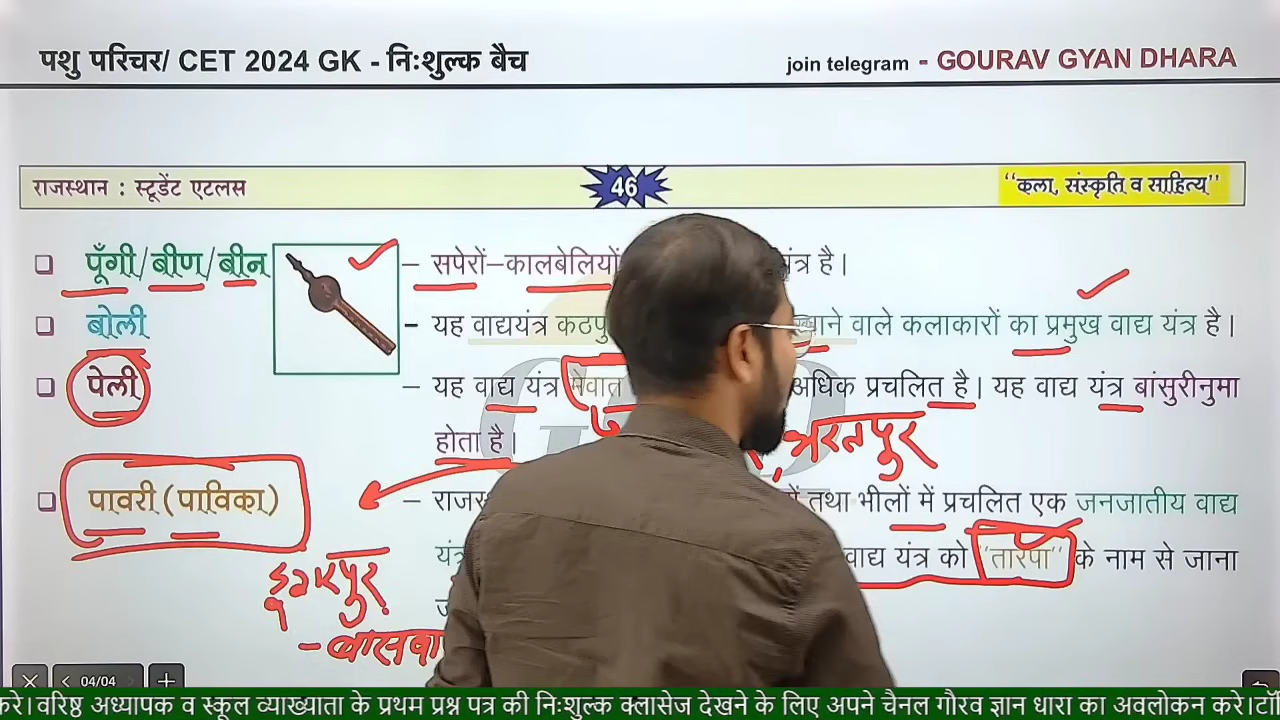 पशु परिचर/ CET 2024 GK - निःशुल्क बैच
join telegram - GOURAV GYAN DHARA
राजस्थान : स्टूडेंट एटलस
46
“कला, संस्कृति व साहित्य”
❑ पूँगी/बीण/बीन – सपेरों–कालबेलियों यंत्र है।
❑ बोली – यह वाद्ययंत्र कठपु वाने वाले कलाकारों का प्रमुख वाद्य यंत्र है।
❑ पेली – यह वाद्य यंत्र मेवात अधिक प्रचलित है। यह वाद्य यंत्र बांसुरीनुमा
होता है।
भरतपुर
❑ पावरी (पाविका) – राजस् में तथा भीलों में प्रचलित एक जनजातीय वाद्य
यंत्र वाद्य यंत्र को “तारपा” के नाम से जाना
डूंगरपुर
- बासवा
04/04
करे। वरिष्ठ अध्यापक व स्कूल व्याख्याता के प्रथम प्रश्न पत्र की निःशुल्क क्लासेज देखने के लिए अपने चैनल गौरव ज्ञान धारा का अवलोकन करे।टॉ